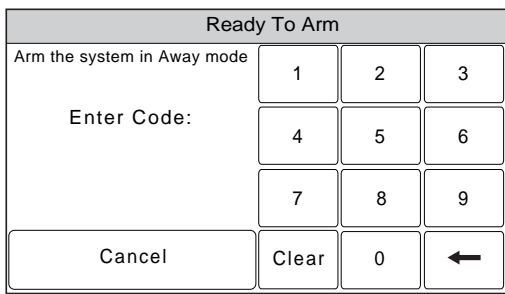 Ready To Arm
Arm the system in Away mode
1 2 3
Enter Code:
4 5 6
7 8 9
Cancel Clear 0